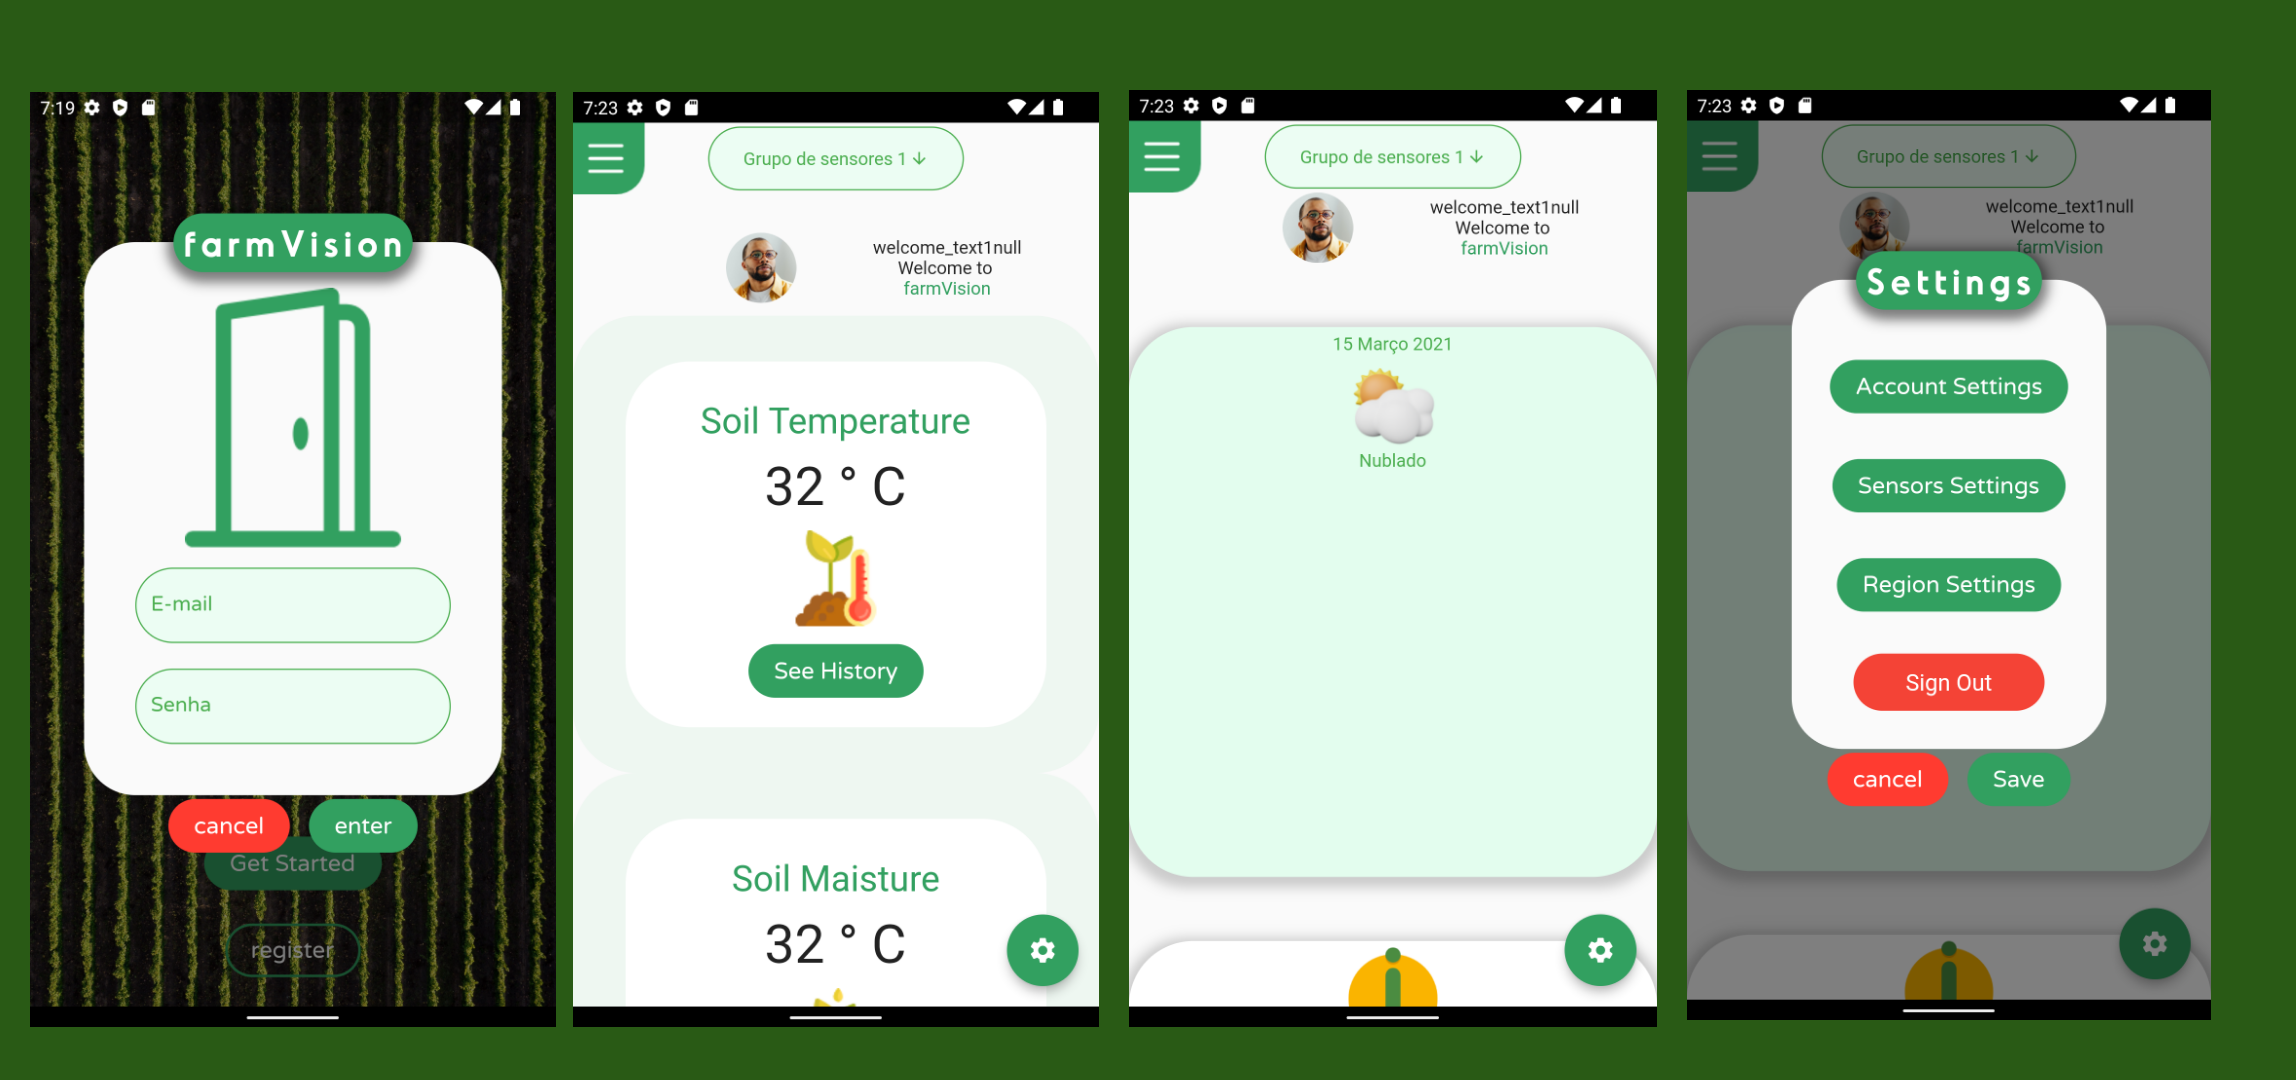 7:19
farmVision
E-mail
Senha
cancel
enter
Get Started
register
7:23
Grupo de sensores 1
welcome_text1null
Welcome to
farmVision
Soil Temperature
32 ° C
See History
Soil Maisture
32 ° C
7:23
Grupo de sensores 1
welcome_text1null
Welcome to
farmVision
15 Março 2021
Nublado
7:23
Grupo de sensores 1
welcome_text1null
Welcome to
farmVision
Settings
Account Settings
Sensors Settings
Region Settings
Sign Out
cancel
Save